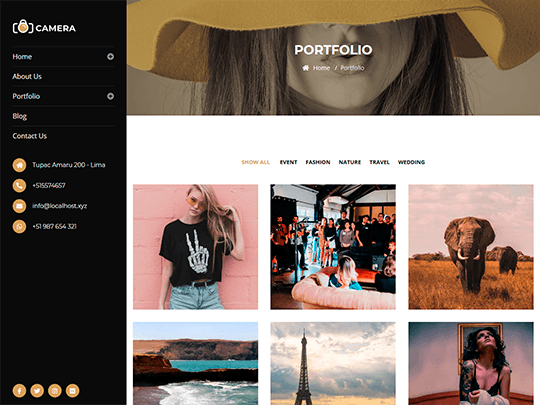 CAMERA
Home
About Us
Portfolio
Blog
Contact Us
Tupac Amaru 200 - Lima
+515574657
info@localhost.xyz
+51 987 654 321
PORTFOLIO
Home / Portfolio
SHOW ALL EVENT FASHION NATURE TRAVEL WEDDING